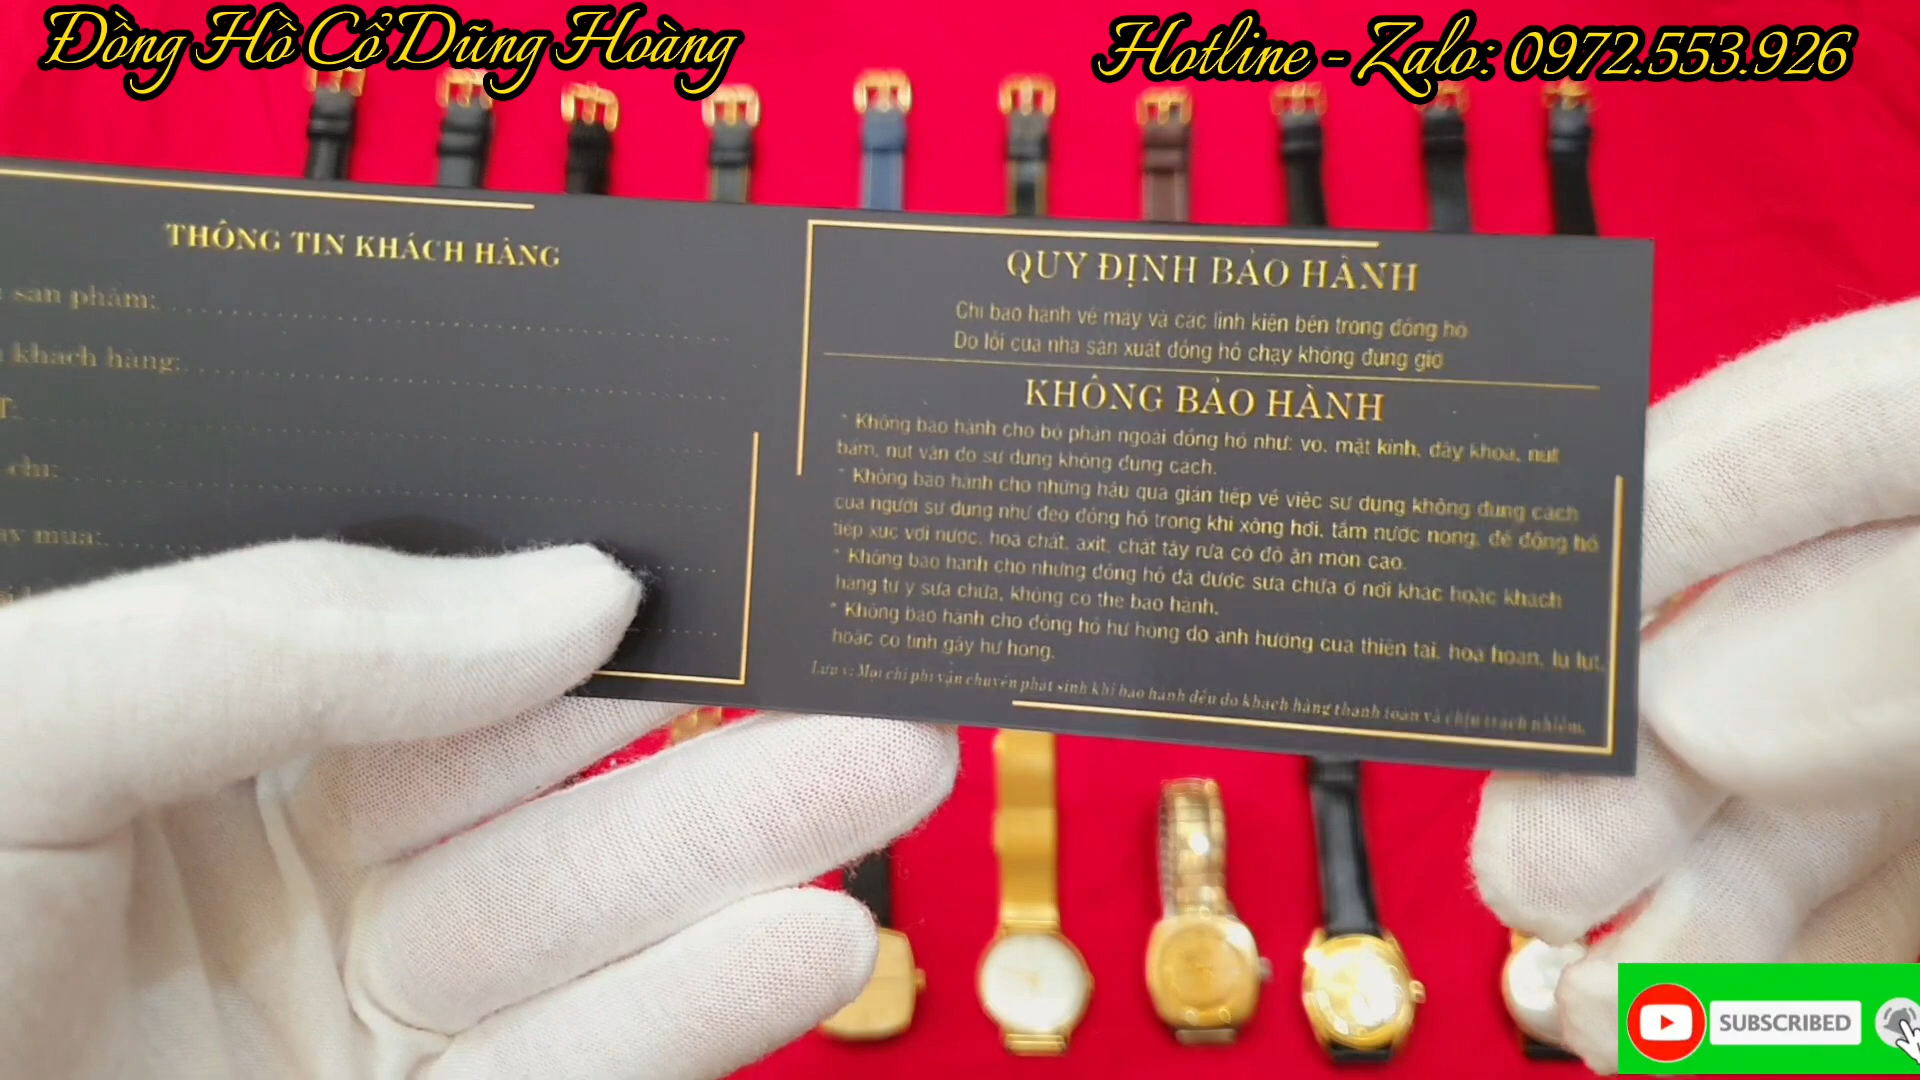 Đồng Hồ Cổ Dũng Hoàng
Hotline - Zalo: 0972.553.926
THÔNG TIN KHÁCH HÀNG
sản phẩm:
khách hàng:
T:
chỉ:
mua:
QUY ĐỊNH BẢO HÀNH
Chỉ bảo hành về máy và các linh kiện bên trong đồng hồ
Do lỗi của nhà sản xuất đồng hồ chạy không đúng giờ
KHÔNG BẢO HÀNH
* Không bảo hành cho bộ phận ngoài đồng hồ như: vỏ, mặt kính, dây khóa, nút
bấm, nút vặn do sử dụng không đúng cách.
* Không bảo hành cho những hậu quả gián tiếp về việc sử dụng không đúng cách
của người sử dụng như đeo đồng hồ trong khi xông hơi, tắm nước nóng, để đồng hồ
tiếp xúc với nước, hóa chất, axit, chất tẩy rửa có độ ăn mòn cao.
* Không bảo hành cho những đồng hồ đã được sửa chữa ở nơi khác hoặc khách
hàng tự ý sửa chữa, không có thẻ bảo hành.
* Không bảo hành cho đồng hồ hư hỏng do ảnh hưởng của thiên tai, hỏa hoạn, lũ lụt,
hoặc cố tình gây hư hỏng.
Lưu ý: Mọi chi phí vận chuyển phát sinh khi bảo hành đều do khách hàng thanh toán và chịu trách nhiệm.
SUBSCRIBED